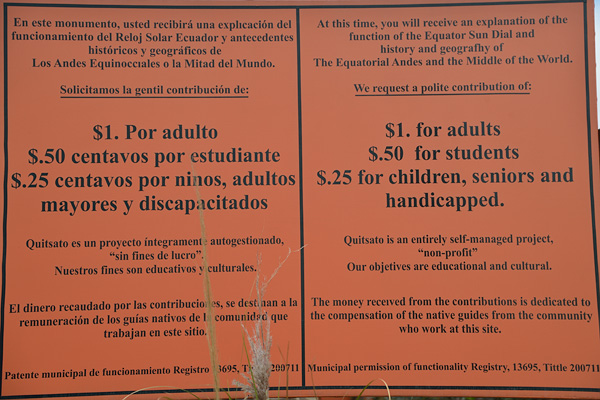 En este monumento, usted recibirá una explicación del
funcionamiento del Reloj Solar Ecuador y antecedentes
históricos y geográficos de
Los Andes Equinocciales o la Mitad del Mundo.
Solicitamos la gentil contribución de:
$1. Por adulto
$.50 centavos por estudiante
$.25 centavos por ninos, adultos
mayores y discapacitados
Quitsato es un proyecto íntegramente autogestionado,
“sin fines de lucro”.
Nuestros fines son educativos y culturales.
El dinero recaudado por las contribuciones, se destinan a la
remuneración de los guías nativos de la comunidad que
trabajan en este sitio.
Patente municipal de funcionamiento Registro 13695, Tittle 200711
At this time, you will receive an explanation of the
function of the Equator Sun Dial and
history and geografhy of
The Equatorial Andes and the Middle of the World.
We request a polite contribution of:
$1. for adults
$.50 for students
$.25 for children, seniors and
handicapped.
Quitsato is an entirely self-managed project,
“non-profit”
Our objetives are educational and cultural.
The money received from the contributions is dedicated to
the compensation of the native guides from the community
who work at this site.
Municipal permission of functionality Registry, 13695, Tittle 200711